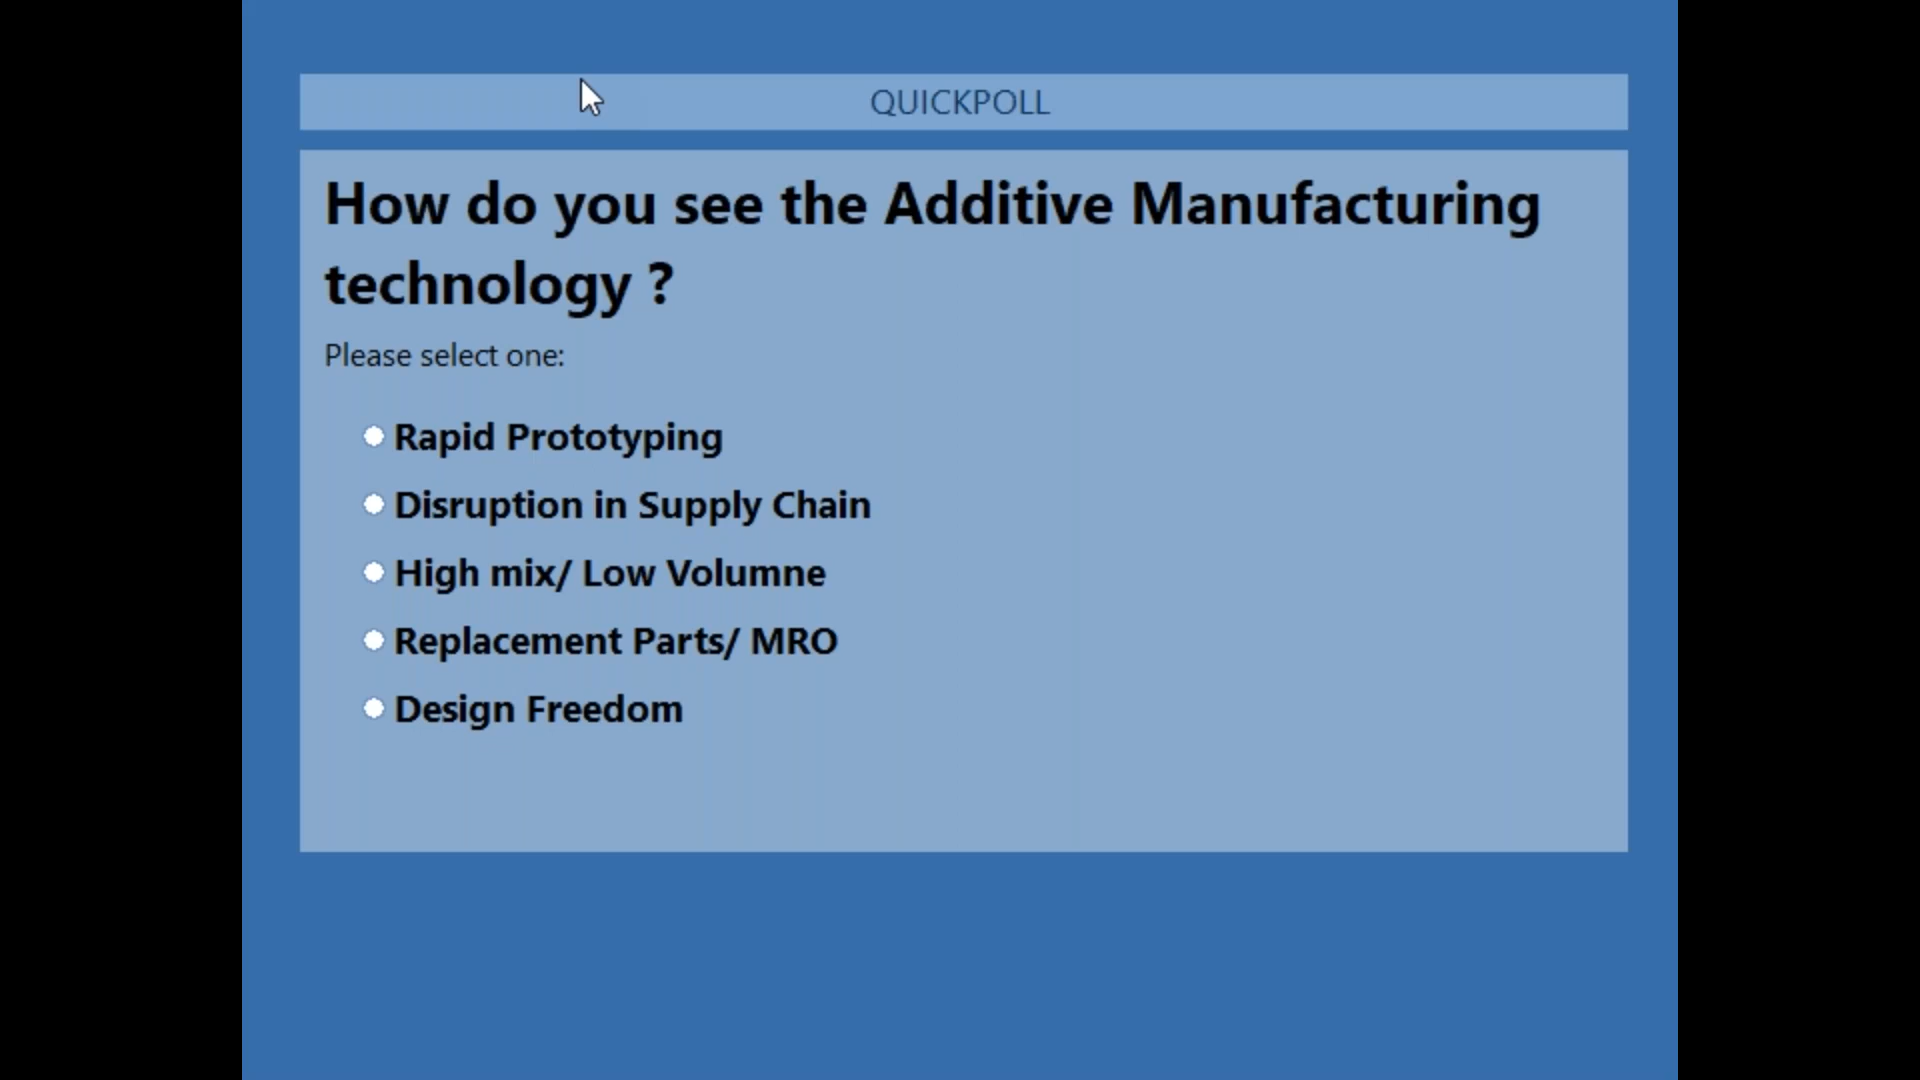 QUICKPOLL
How do you see the Additive Manufacturing
technology ?
Please select one:
Rapid Prototyping
Disruption in Supply Chain
High mix/ Low Volumne
Replacement Parts/ MRO
Design Freedom